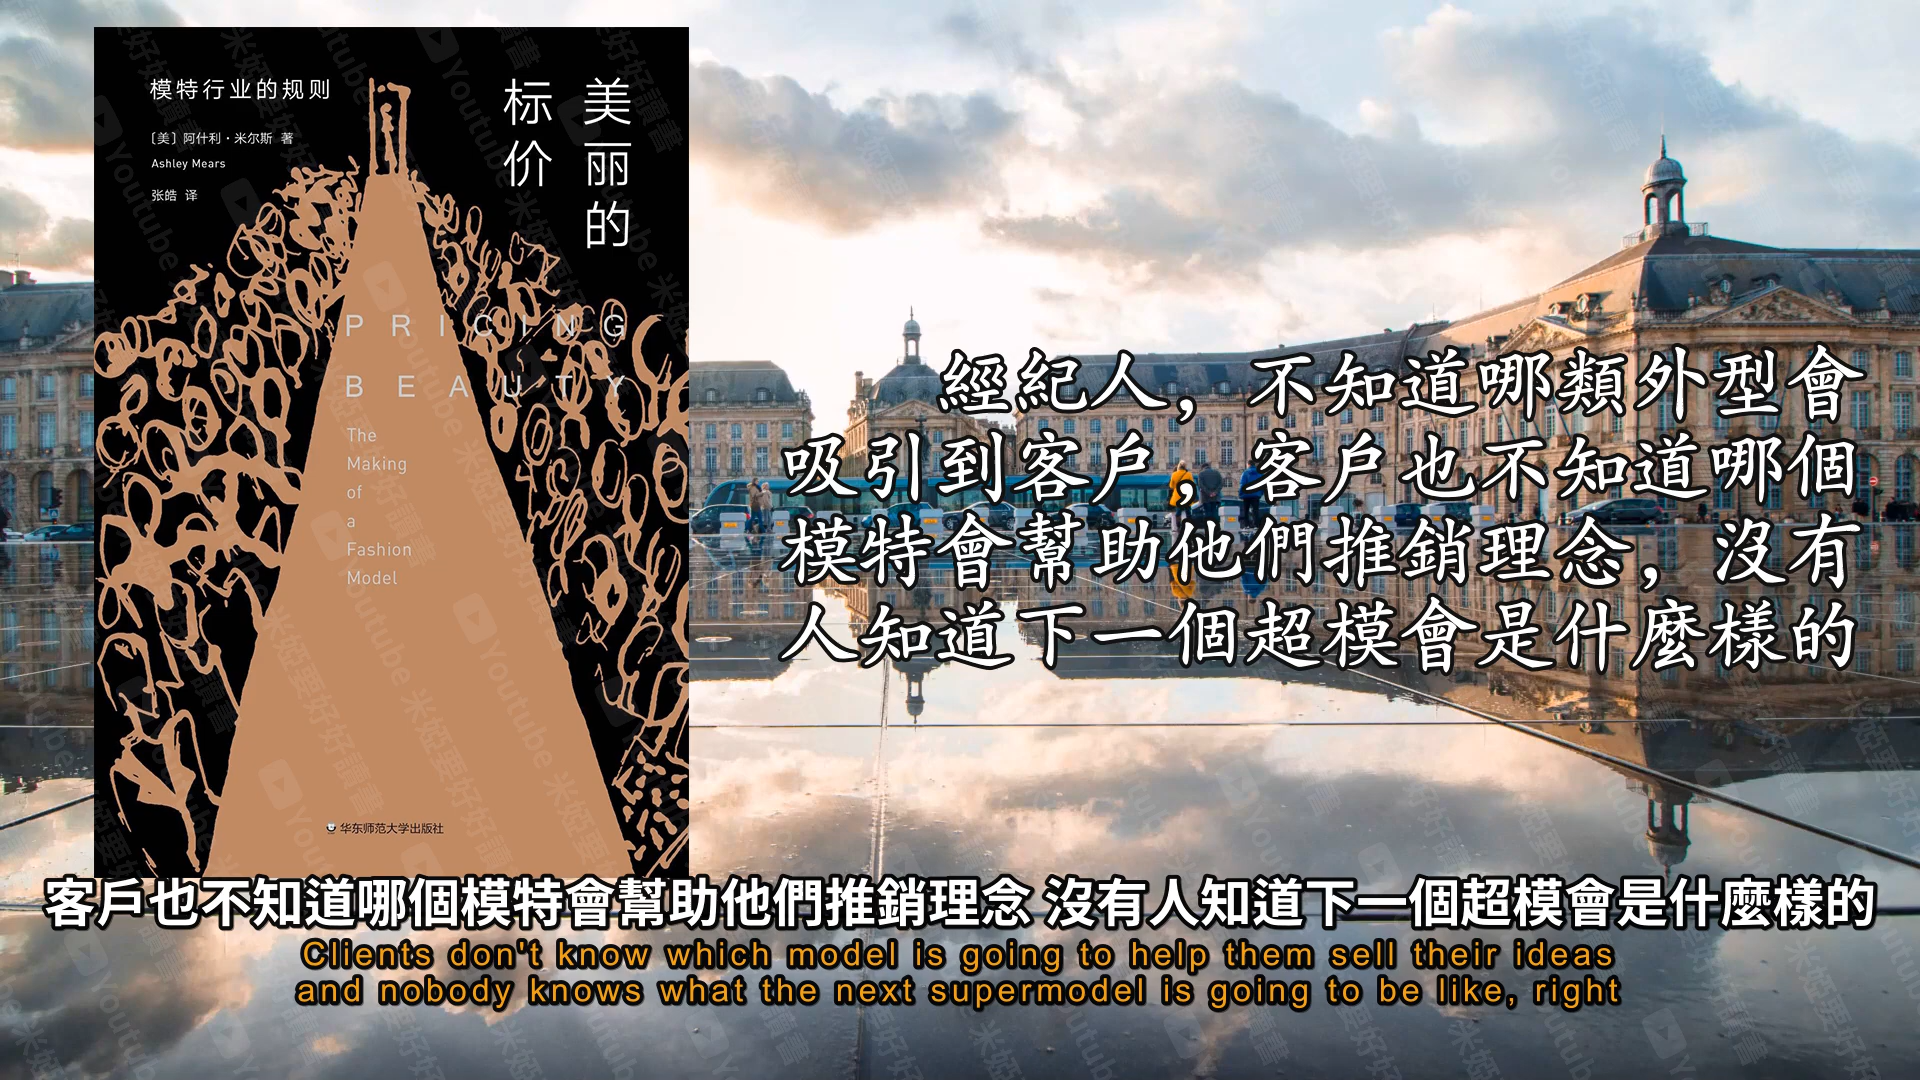 模特行业的规则
〔美〕阿什利·米尔斯 著
Ashley Mears
张皓 译
美丽的
标价
PRICING
BEAUTY
The
Making
of
a
Fashion
Model
华东师范大学出版社
經紀人，不知道哪類外型會
吸引到客戶，客戶也不知道哪個
模特會幫助他們推銷理念，沒有
人知道下一個超模會是什麼樣的
客戶也不知道哪個模特會幫助他們推銷理念 沒有人知道下一個超模會是什麼樣的
Clients don't know which model is going to help them sell their ideas
and nobody knows what the next supermodel is going to be like, right
Youtube 米婭要好好讀書